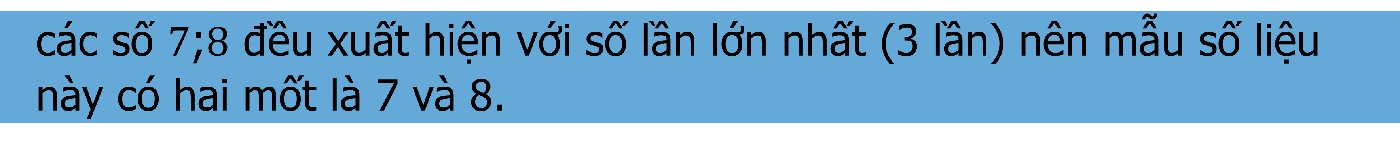 các số 7;8 đều xuất hiện với số lần lớn nhất (3 lần) nên mẫu số liệu
này có hai mốt là 7 và 8.